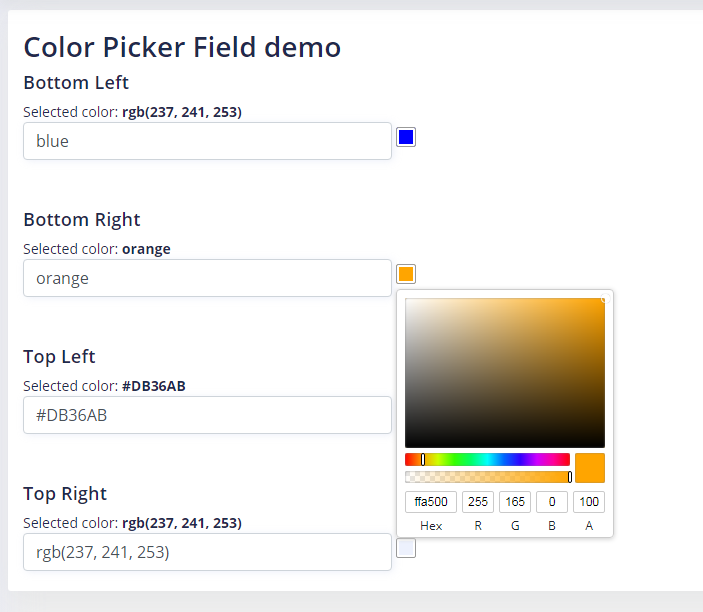 Color Picker Field demo
Bottom Left
Selected color: rgb(237, 241, 253)
blue
Bottom Right
Selected color: orange
orange
Top Left
Selected color: #DB36AB
#DB36AB
ffa500 255 165 0 100
Hex R G B A
Top Right
Selected color: rgb(237, 241, 253)
rgb(237, 241, 253)